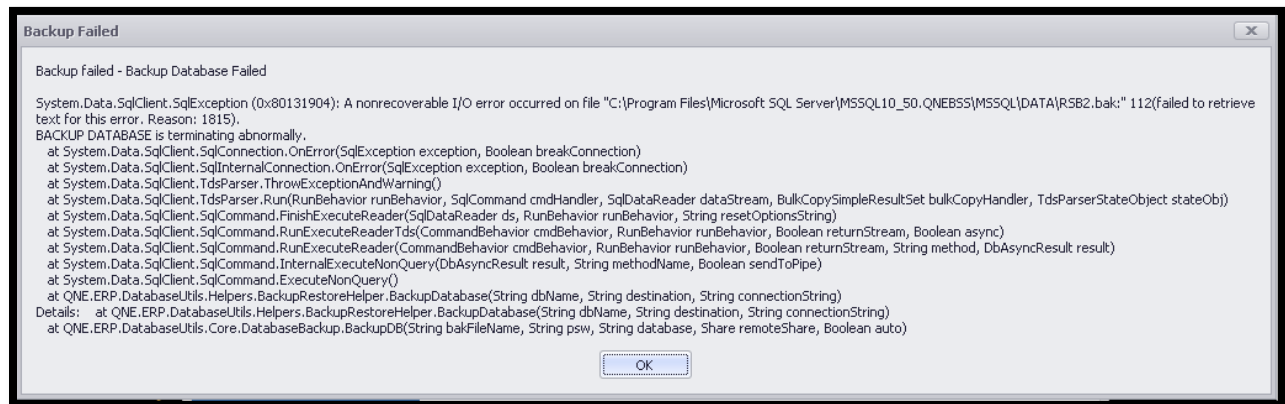 Backup Failed
Backup failed - Backup Database Failed
System.Data.SqlClient.SqlException (0x80131904): A nonrecoverable I/O error occurred on file "C:\Program Files\Microsoft SQL Server\MSSQL10_50.QNEBSS\MSSQL\DATA\RSB2.bak:" 112(failed to retrieve
text for this error. Reason: 1815).
BACKUP DATABASE is terminating abnormally.
at System.Data.SqlClient.SqlConnection.OnError(SqlException exception, Boolean breakConnection)
at System.Data.SqlClient.SqlInternalConnection.OnError(SqlException exception, Boolean breakConnection)
at System.Data.SqlClient.TdsParser.ThrowExceptionAndWarning()
at System.Data.SqlClient.TdsParser.Run(RunBehavior runBehavior, SqlCommand cmdHandler, SqlDataReader dataStream, BulkCopySimpleResultSet bulkCopyHandler, TdsParserStateObject stateObj)
at System.Data.SqlClient.SqlCommand.FinishExecuteReader(SqlDataReader ds, RunBehavior runBehavior, String resetOptionsString)
at System.Data.SqlClient.SqlCommand.RunExecuteReaderTds(CommandBehavior cmdBehavior, RunBehavior runBehavior, Boolean returnStream, Boolean async)
at System.Data.SqlClient.SqlCommand.RunExecuteReader(CommandBehavior cmdBehavior, RunBehavior runBehavior, Boolean returnStream, String method, DbAsyncResult result)
at System.Data.SqlClient.SqlCommand.InternalExecuteNonQuery(DbAsyncResult result, String methodName, Boolean sendToPipe)
at System.Data.SqlClient.SqlCommand.ExecuteNonQuery()
at QNE.ERP.DatabaseUtils.Helpers.BackupRestoreHelper.BackupDatabase(String dbName, String destination, String connectionString)
Details: at QNE.ERP.DatabaseUtils.Helpers.BackupRestoreHelper.BackupDatabase(String dbName, String destination, String connectionString)
at QNE.ERP.DatabaseUtils.Core.DatabaseBackup.BackupDB(String bakFileName, String psw, String database, Share remoteShare, Boolean auto)
OK